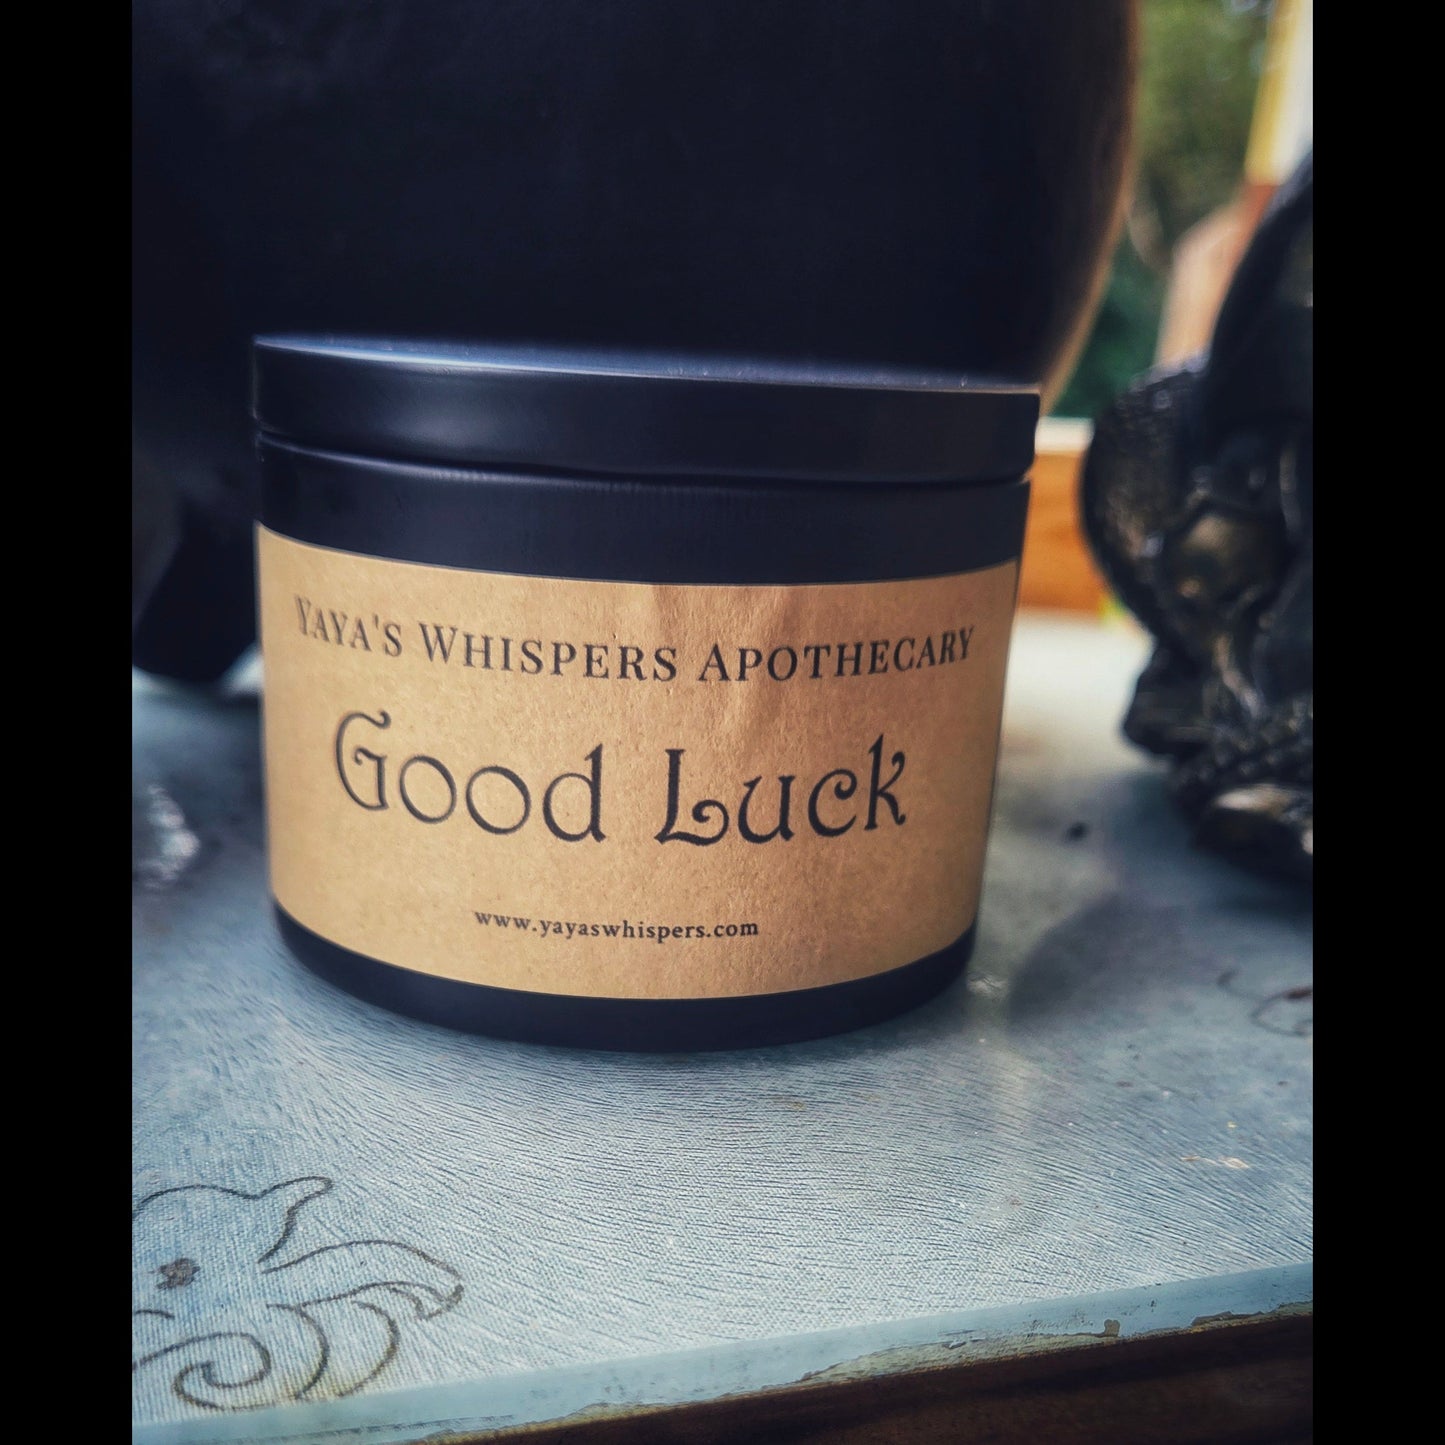 Yaya's Whispers Apothecary
Good Luck
www.yayaswhispers.com